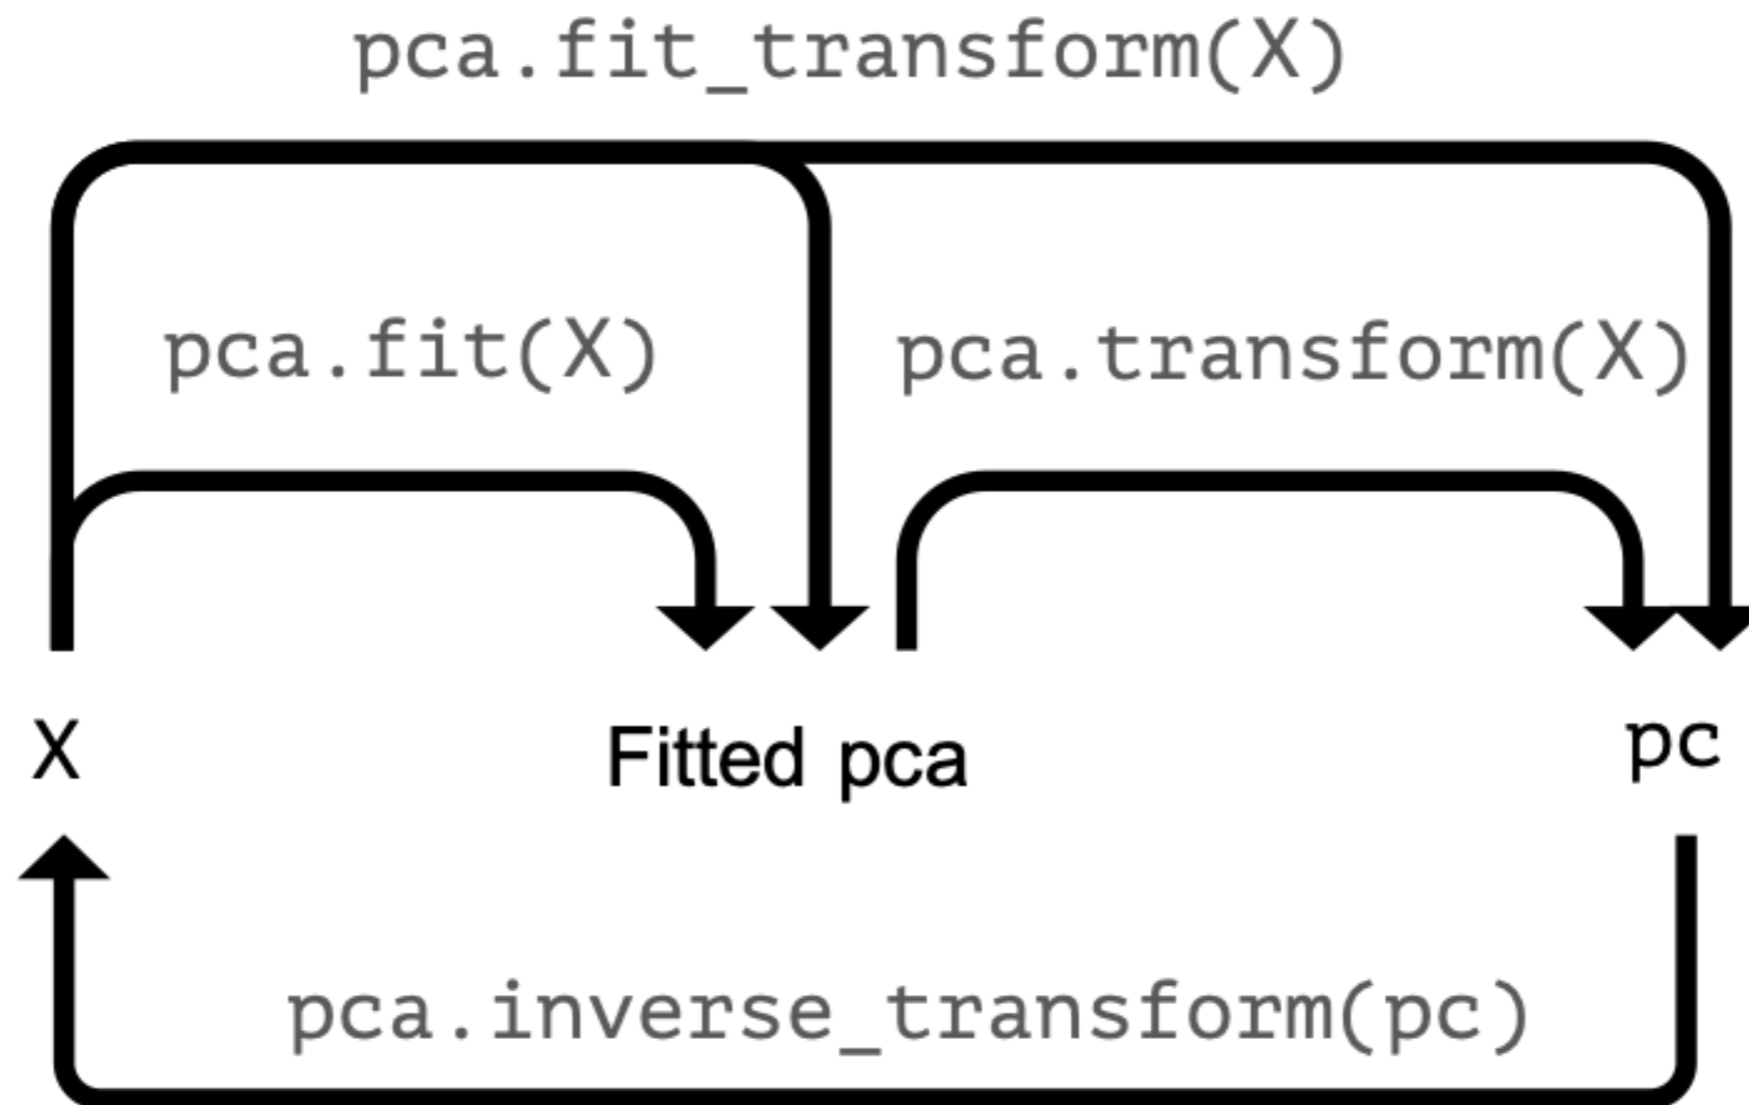 pca.fit_transform(X)
pca.fit(X)
pca.transform(X)
X
Fitted pca
pc
pca.inverse_transform(pc)